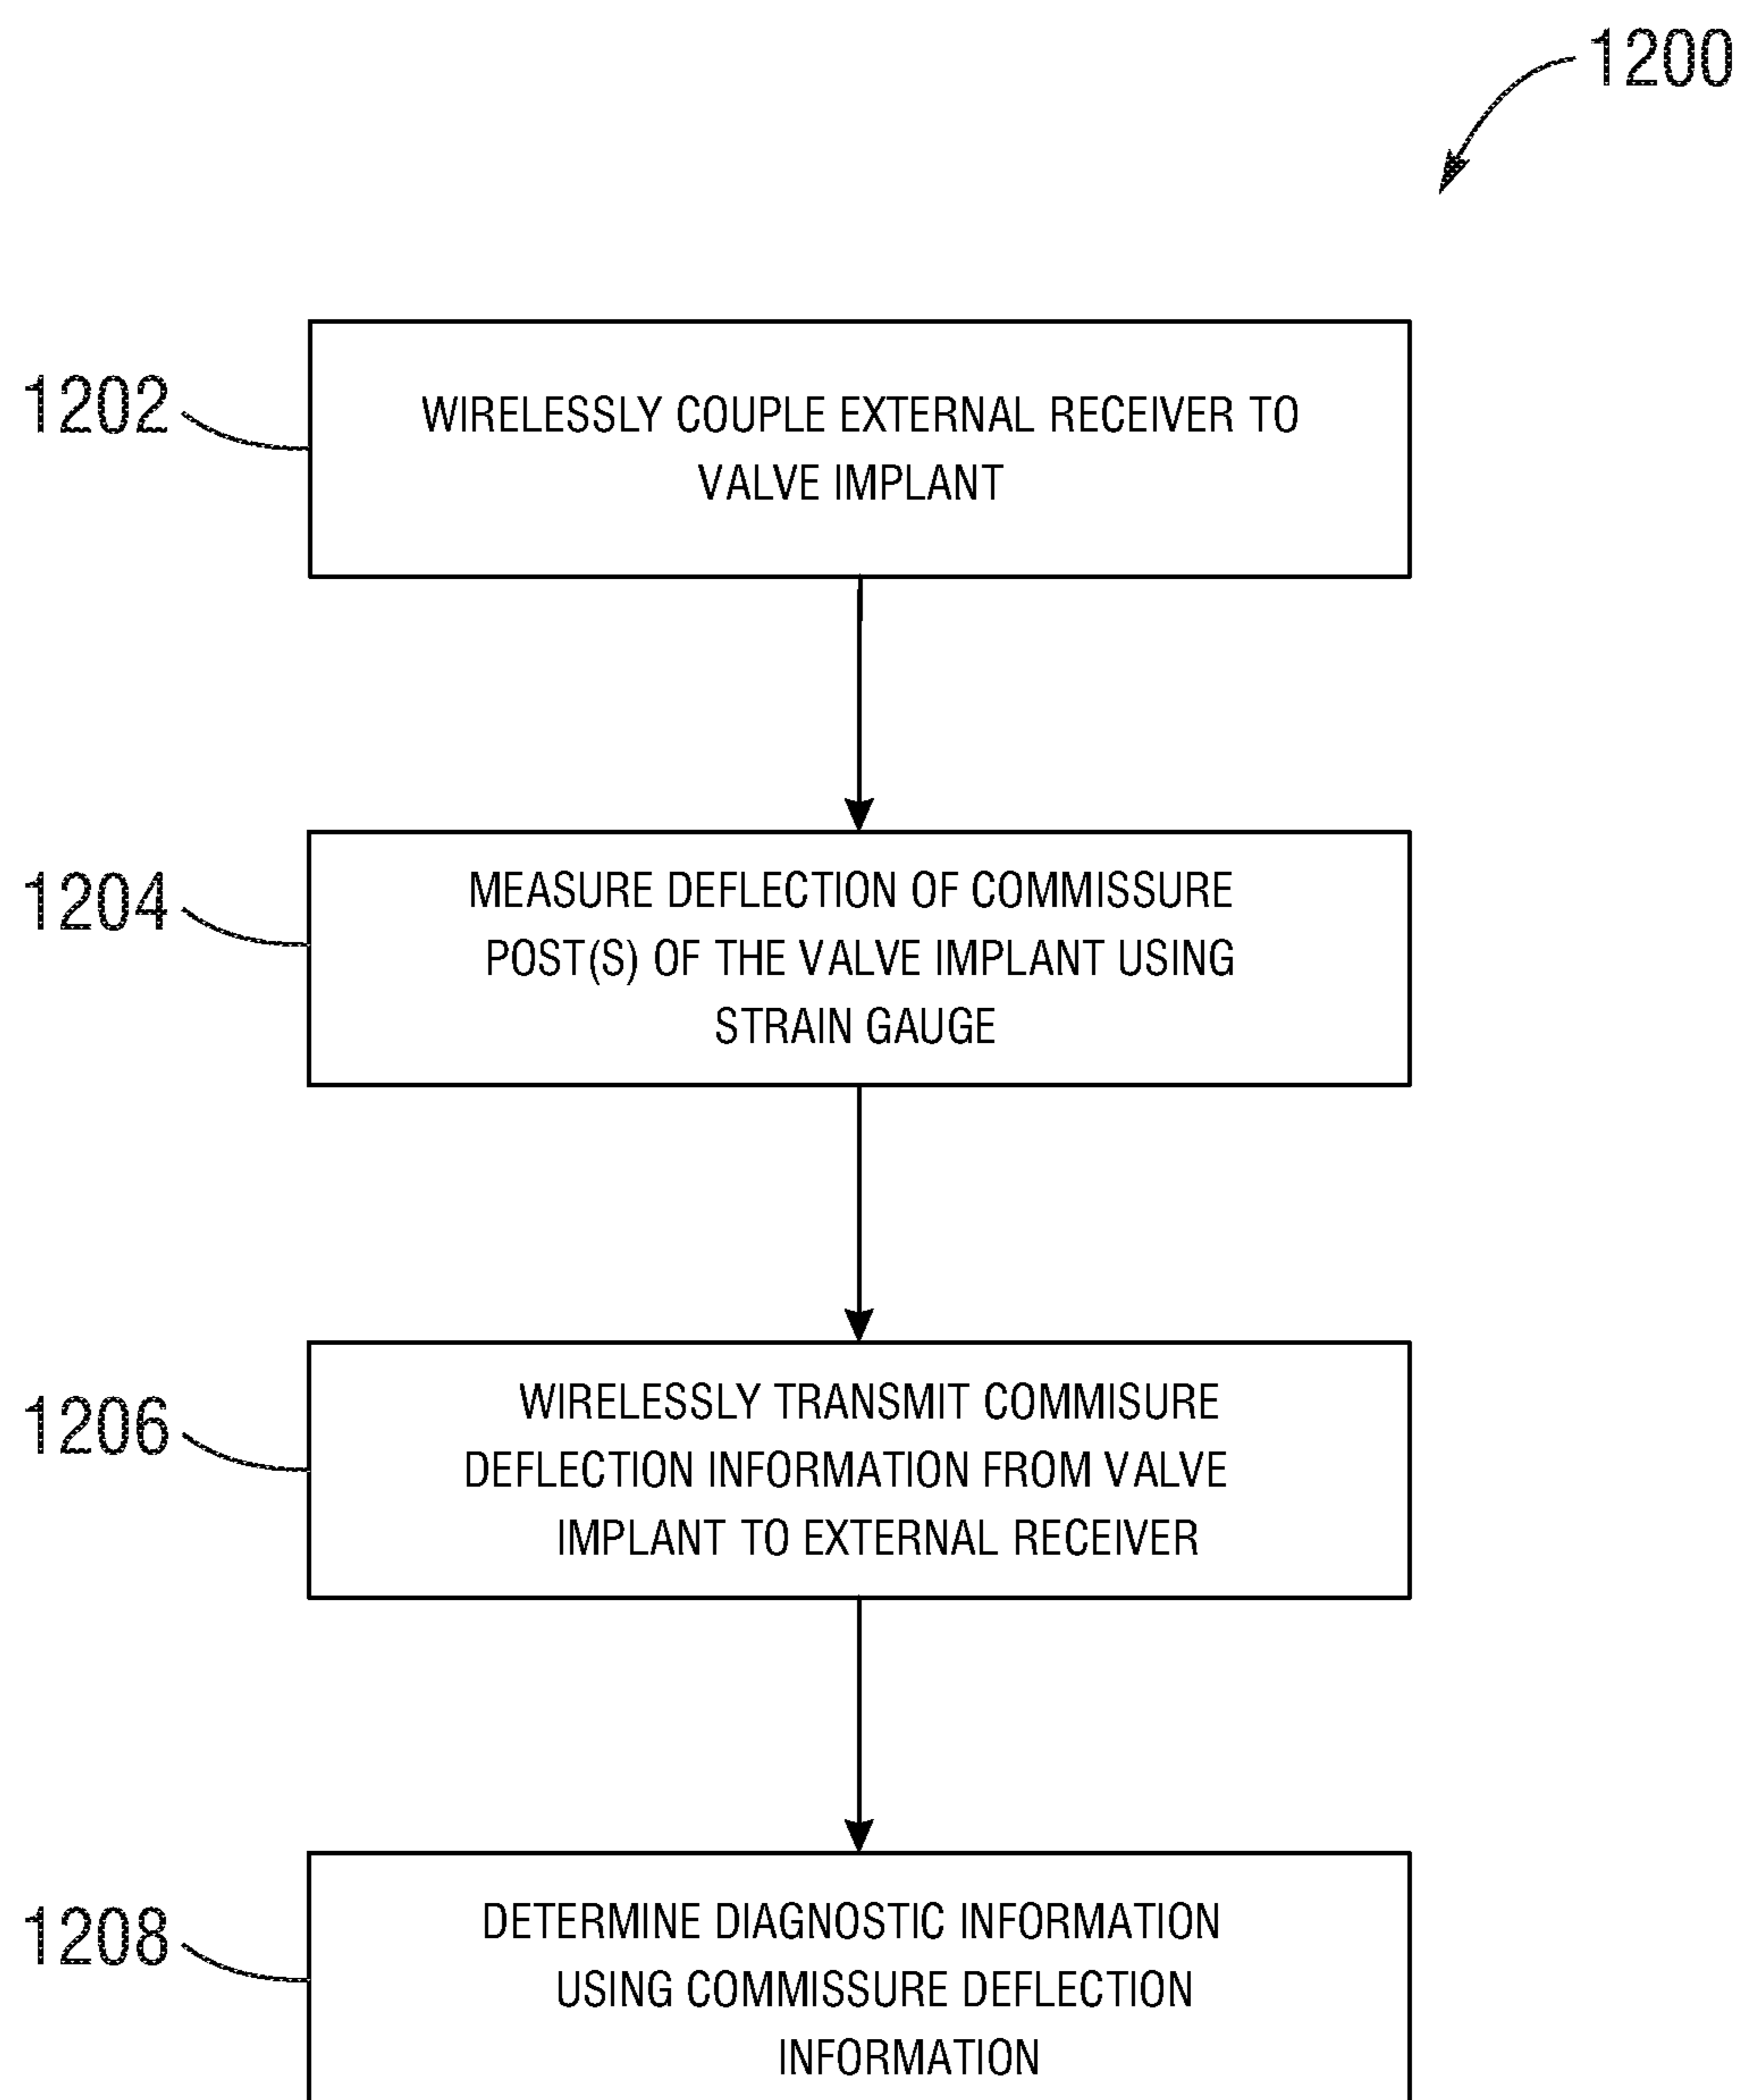 1200
1202
WIRELESSLY COUPLE EXTERNAL RECEIVER TO
VALVE IMPLANT
1204
MEASURE DEFLECTION OF COMMISSURE
POST(S) OF THE VALVE IMPLANT USING
STRAIN GAUGE
1206
WIRELESSLY TRANSMIT COMMISURE
DEFLECTION INFORMATION FROM VALVE
IMPLANT TO EXTERNAL RECEIVER
1208
DETERMINE DIAGNOSTIC INFORMATION
USING COMMISSURE DEFLECTION
INFORMATION